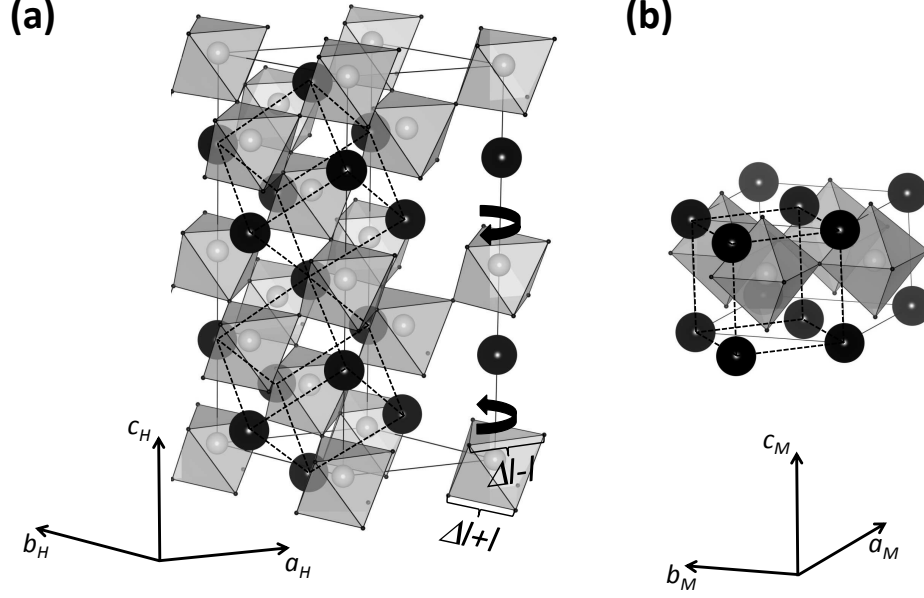 (a)
(b)
c_H
b_H
a_H
Δl-l
Δl+l
c_M
a_M
b_M